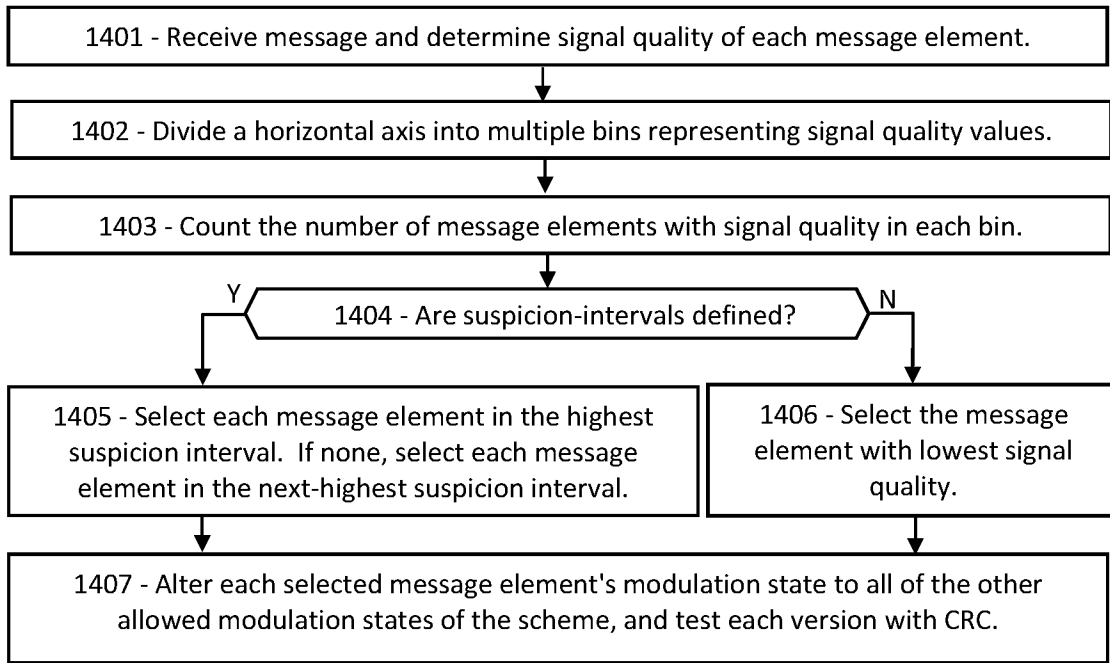 1401 - Receive message and determine signal quality of each message element.
1402 - Divide a horizontal axis into multiple bins representing signal quality values.
1403 - Count the number of message elements with signal quality in each bin.
Y
1404 - Are suspicion-intervals defined?
N
1405 - Select each message element in the highest
suspicion interval.  If none, select each message
element in the next-highest suspicion interval.
1406 - Select the message
element with lowest signal
quality.
1407 - Alter each selected message element's modulation state to all of the other
allowed modulation states of the scheme, and test each version with CRC.